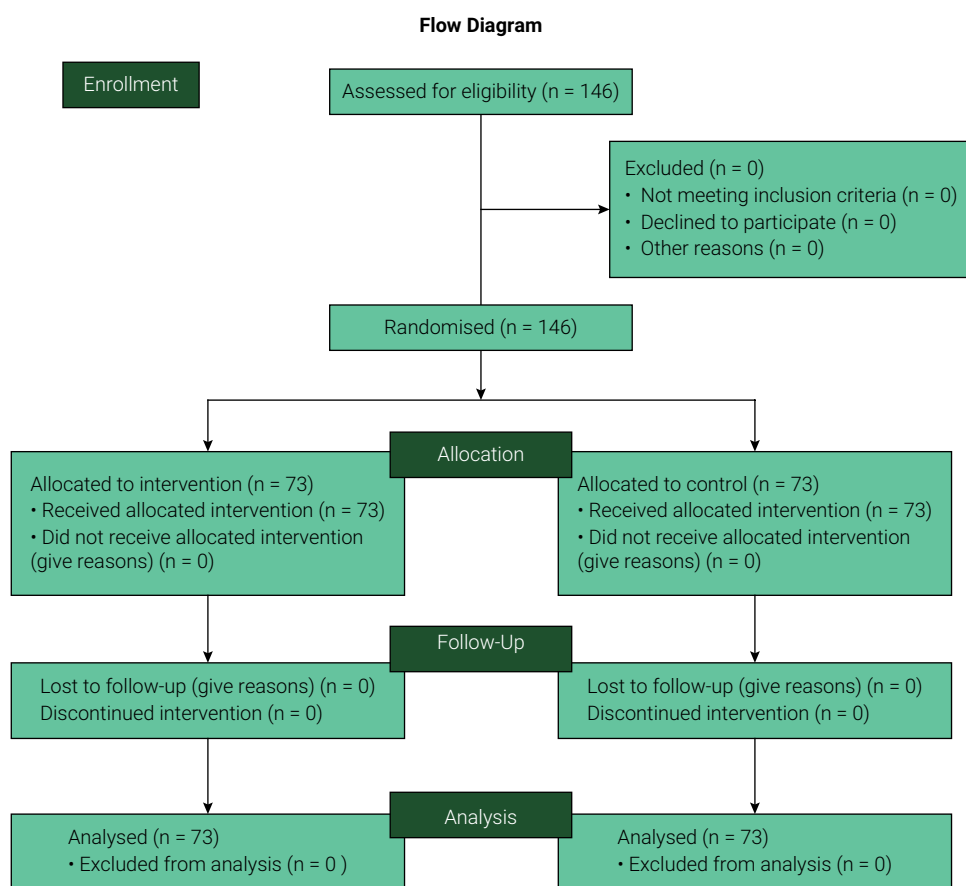 Flow Diagram
Enrollment
Assessed for eligibility (n = 146)
Excluded (n = 0)
• Not meeting inclusion criteria (n = 0)
• Declined to participate (n = 0)
• Other reasons (n = 0)
Randomised (n = 146)
Allocation
Allocated to intervention (n = 73)
• Received allocated intervention (n = 73)
• Did not receive allocated intervention
(give reasons) (n = 0)
Allocated to control (n = 73)
• Received allocated intervention (n = 73)
• Did not receive allocated intervention
(give reasons) (n = 0)
Follow-Up
Lost to follow-up (give reasons) (n = 0)
Discontinued intervention (n = 0)
Lost to follow-up (give reasons) (n = 0)
Discontinued intervention (n = 0)
Analysis
Analysed (n = 73)
• Excluded from analysis (n = 0 )
Analysed (n = 73)
• Excluded from analysis (n = 0)